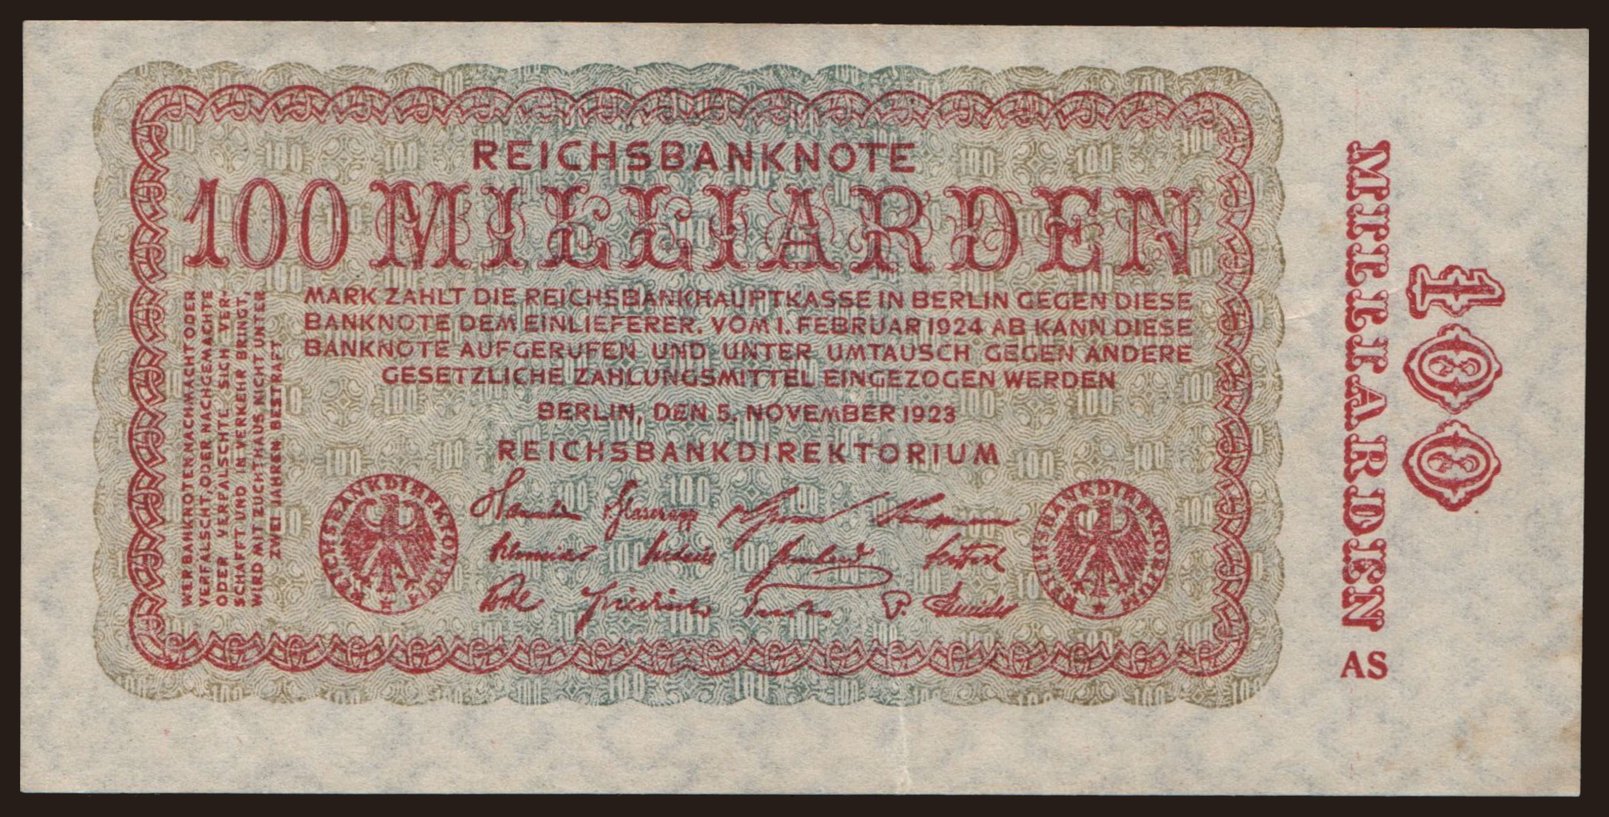 REICHSBANKNOTE
100 MILLIARDEN
MARK ZAHLT DIE REICHSBANKHAUPTKASSE IN BERLIN GEGEN DIESE
BANKNOTE DEM EINLIEFERER. VOM 1. FEBRUAR 1924 AB KANN DIESE
BANKNOTE AUFGERUFEN UND UNTER UMTAUSCH GEGEN ANDERE
GESETZLICHE ZAHLUNGSMITTEL EINGEZOGEN WERDEN
BERLIN, DEN 5. NOVEMBER 1923
REICHSBANKDIREKTORIUM
WER BANKNOTEN NACHMACHT ODER
VERFÄLSCHT, ODER NACHGEMACHTE
ODER VERFÄLSCHTE SICH VER-
SCHAFFT UND IN VERKEHR BRINGT,
WIRD MIT ZUCHTHAUS NICHT UNTER
ZWEI JAHREN BESTRAFT
REICHSBANKDIREKTORIUM
REICHSBANKDIREKTORIUM
100
MILLIARDEN
AS